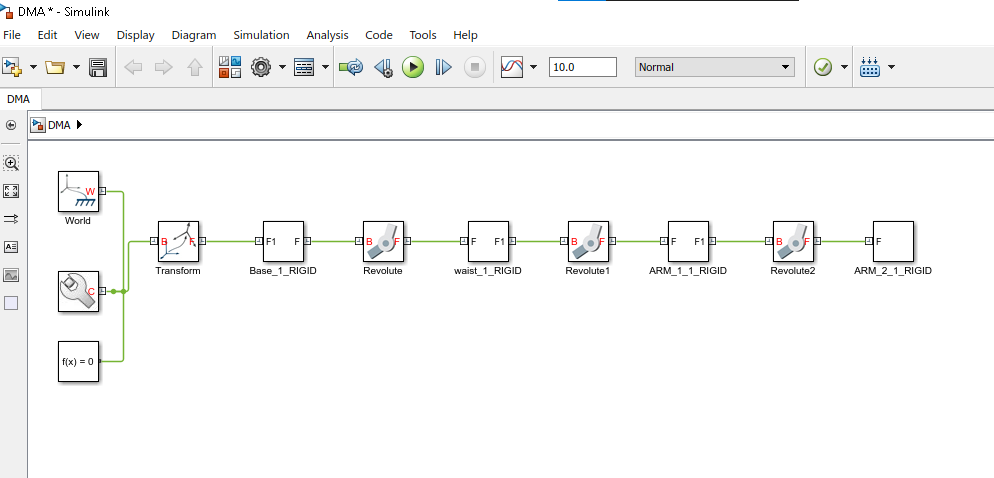 DMA * - Simulink
File Edit View Display Diagram Simulation Analysis Code Tools Help
10.0 Normal
DMA
DMA
W
World
B F F1 F B F F F1 B F F F1 B F F
Transform Base_1_RIGID Revolute waist_1_RIGID Revolute1 ARM_1_1_RIGID Revolute2 ARM_2_1_RIGID
C
f(x) = 0